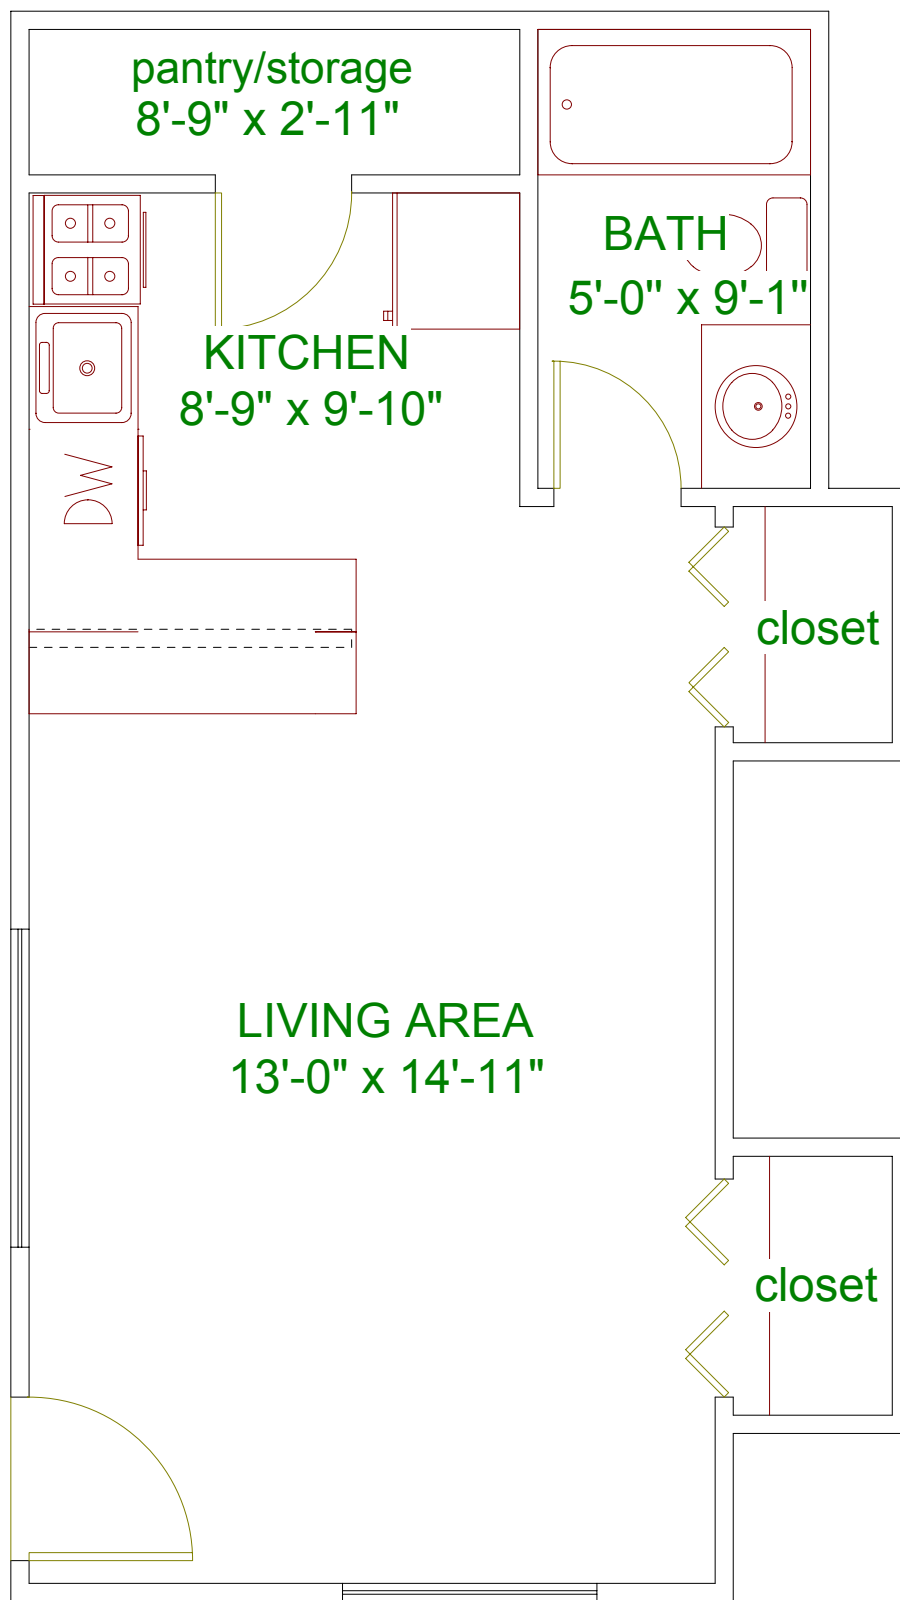 pantry/storage
8'-9" x 2'-11"
BATH
5'-0" x 9'-1"
KITCHEN
8'-9" x 9'-10"
DW
closet
LIVING AREA
13'-0" x 14'-11"
closet